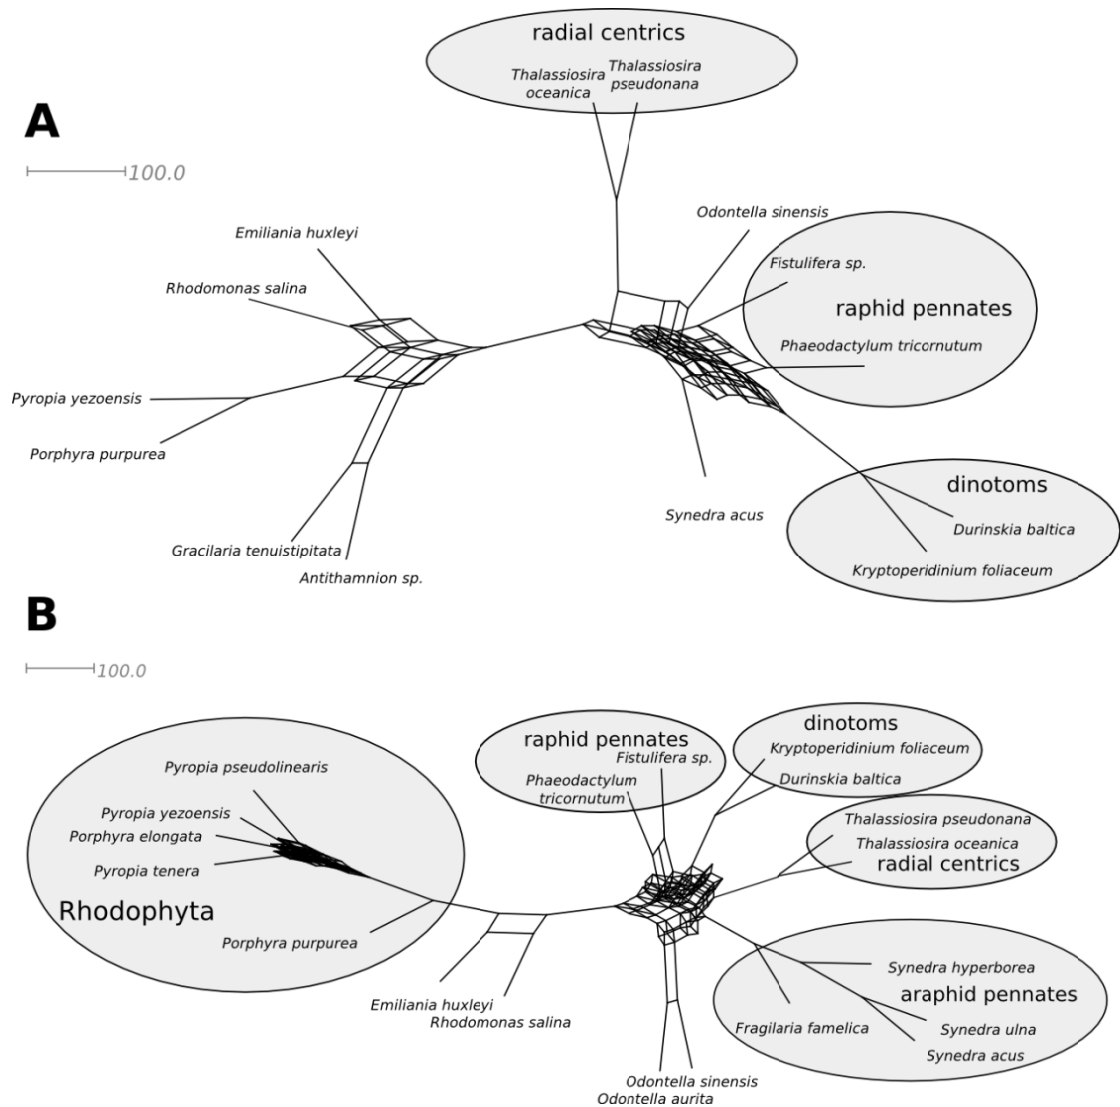 radial centrics
Thalassiosira
oceanica
Thalassiosira
pseudonana
A
100.0
Odontella sinensis
Emiliania huxleyi
Fistulifera sp.
Rhodomonas salina
raphid pennates
Phaeodactylum tricornutum
Pyropia yezoensis
Porphyra purpurea
dinotoms
Synedra acus
Durinskia baltica
Gracilaria tenuistipitata
Kryptoperidinium foliaceum
Antithamnion sp.
B
100.0
dinotoms
raphid pennates
Kryptoperidinium foliaceum
Fistulifera sp.
Pyropia pseudolinearis
Phaeodactylum
tricornutum
Durinskia baltica
Pyropia yezoensis
Thalassiosira pseudonana
Porphyra elongata
Thalassiosira oceanica
radial centrics
Pyropia tenera
Rhodophyta
Porphyra purpurea
Synedra hyperborea
araphid pennates
Emiliania huxleyi
Rhodomonas salina
Fragilaria famelica
Synedra ulna
Synedra acus
Odontella sinensis
Odontella aurita